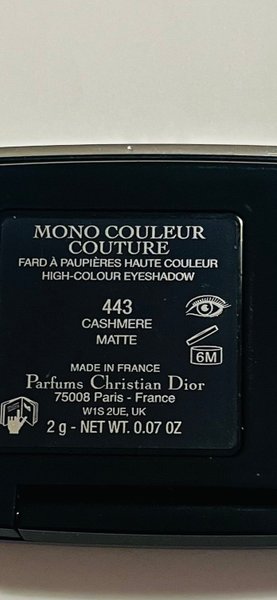 MONO COULEUR
COUTURE
FARD À PAUPIÈRES HAUTE COULEUR
HIGH-COLOUR EYESHADOW
443
CASHMERE
MATTE
6M
MADE IN FRANCE
Parfums Christian Dior
75008 Paris - France
W1S 2UE, UK
2 g - NET WT. 0.07 OZ